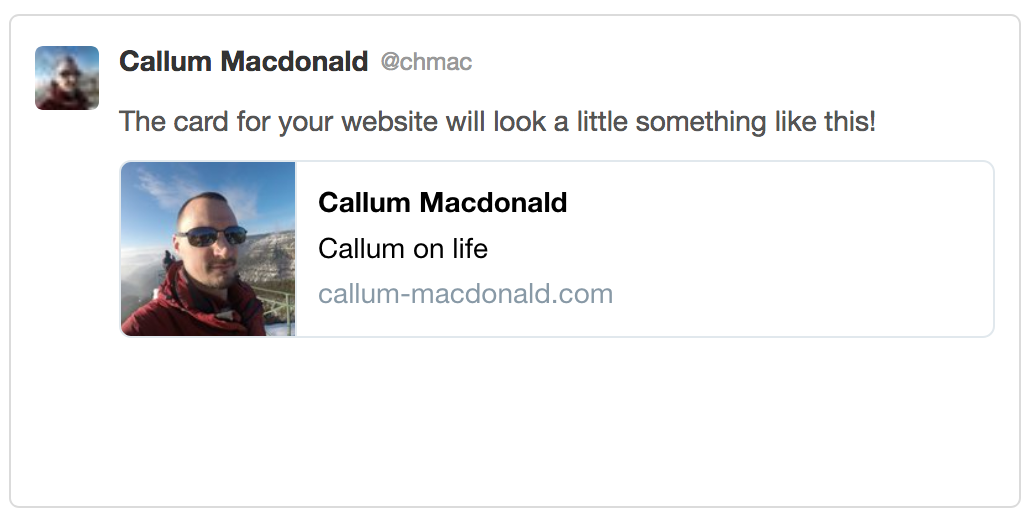 Callum Macdonald @chmac
The card for your website will look a little something like this!
Callum Macdonald
Callum on life
callum-macdonald.com